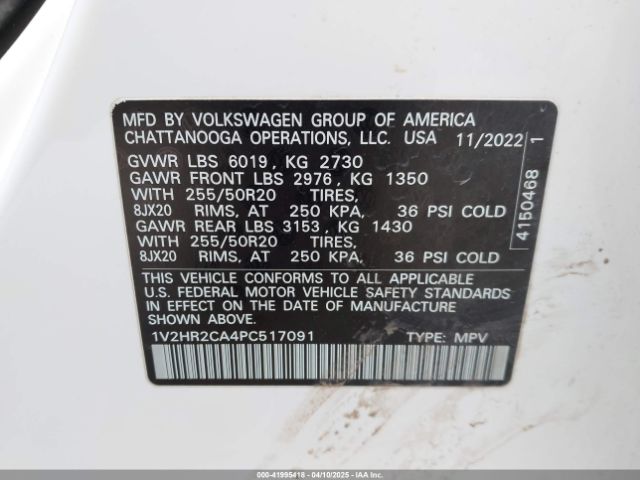 MFD BY VOLKSWAGEN GROUP OF AMERICA
CHATTANOOGA OPERATIONS, LLC. USA 11/2022
GVWR LBS 6019, KG 2730
GAWR FRONT LBS 2976, KG 1350
WITH 255/50R20 TIRES,
8JX20 RIMS, AT 250 KPA, 36 PSI COLD
GAWR REAR LBS 3153, KG 1430
WITH 255/50R20 TIRES,
8JX20 RIMS, AT 250 KPA, 36 PSI COLD
THIS VEHICLE CONFORMS TO ALL APPLICABLE
U.S. FEDERAL MOTOR VEHICLE SAFETY STANDARDS
IN EFFECT ON THE DATE OF MANUFACTURE
SHOWN ABOVE.
1V2HR2CA4PC517091 TYPE: MPV
4150468 1
000-41995418 - 04/10/2025 - IAAI.COM